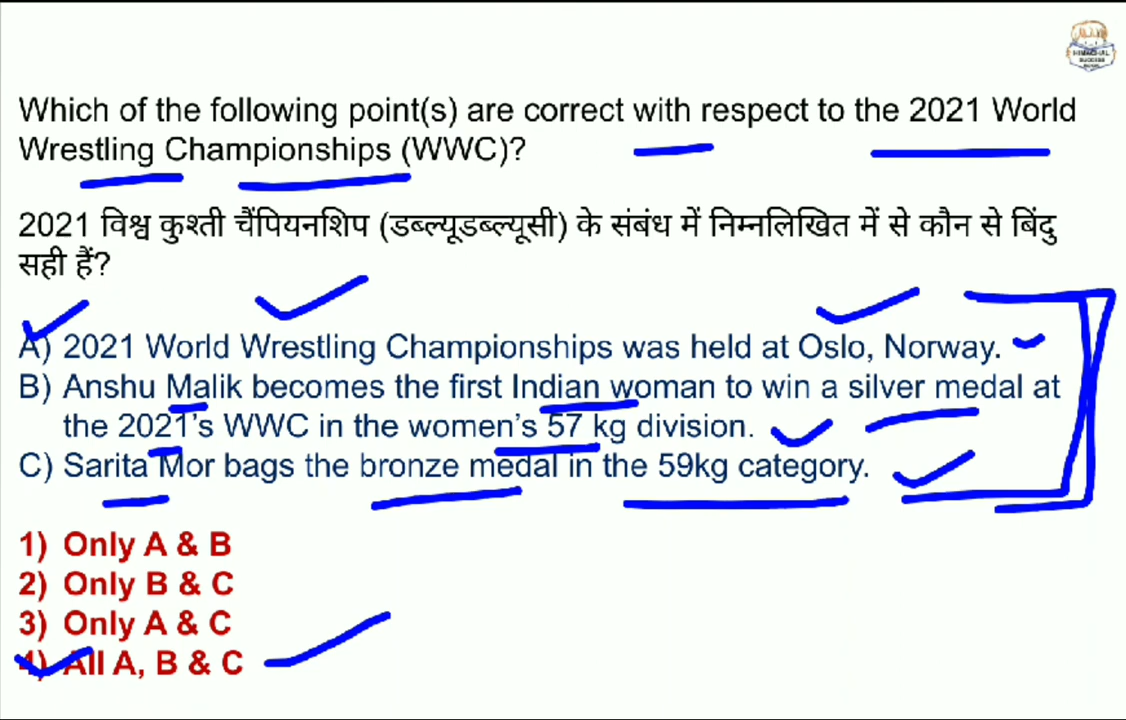 HIMACHAL
SUCCESS
Which of the following point(s) are correct with respect to the 2021 World
Wrestling Championships (WWC)?
2021 विश्व कुश्ती चैंपियनशिप (डब्ल्यूडब्ल्यूसी) के संबंध में निम्नलिखित में से कौन से बिंदु
सही हैं?
A) 2021 World Wrestling Championships was held at Oslo, Norway.
B) Anshu Malik becomes the first Indian woman to win a silver medal at
the 2021's WWC in the women's 57 kg division.
C) Sarita Mor bags the bronze medal in the 59kg category.
1) Only A & B
2) Only B & C
3) Only A & C
4) All A, B & C